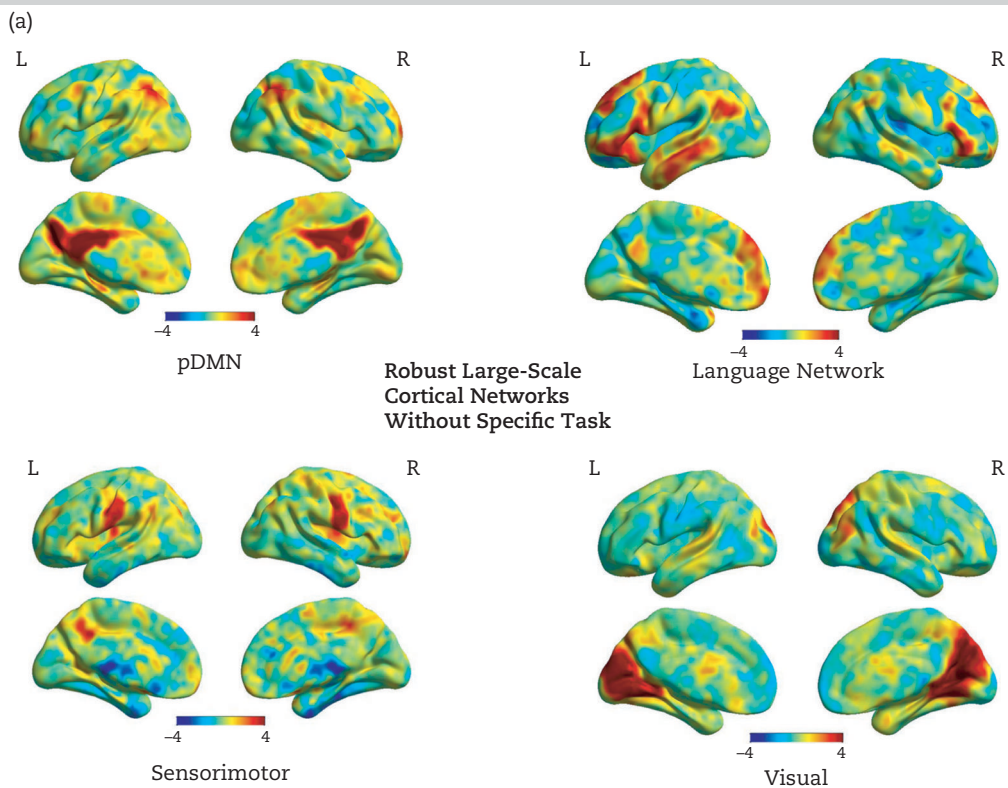 (a)
L
R
L
R
−4
4
pDMN
−4
4
Language Network
Robust Large-Scale
Cortical Networks
Without Specific Task
L
R
L
R
−4
4
Sensorimotor
−4
4
Visual